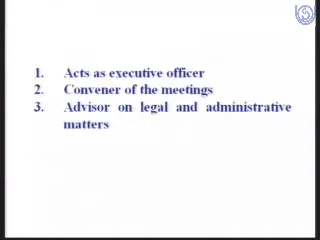 1. Acts as executive officer
2. Convener of the meetings
3. Advisor on legal and administrative
matters